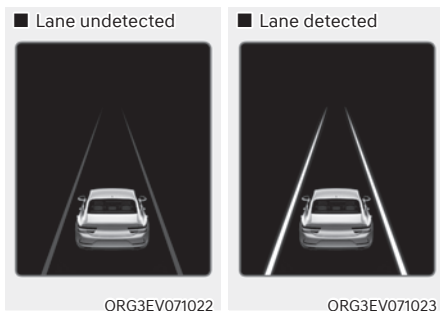 ■ Lane undetected
■ Lane detected
ORG3EV071022
ORG3EV071023